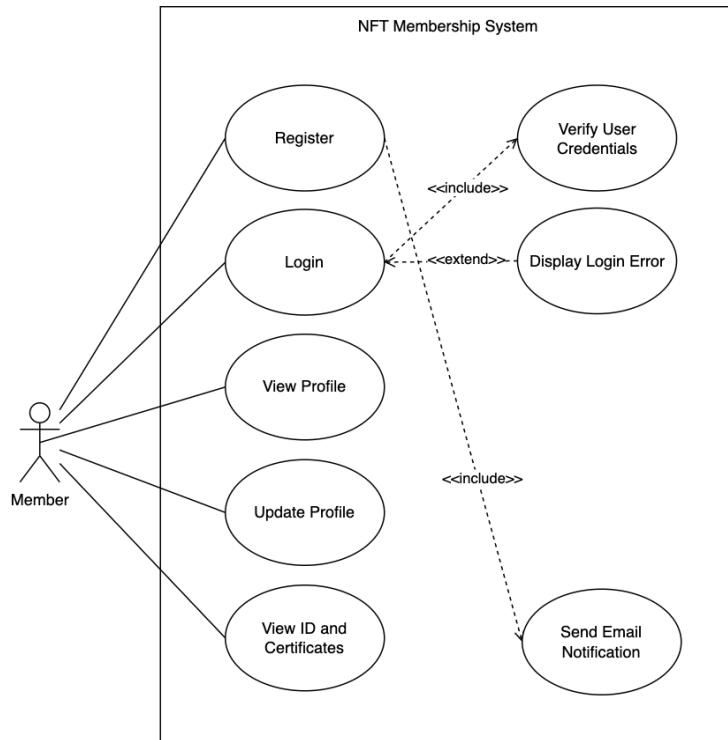 NFT Membership System
Register
Verify User
Credentials
<<include>>
Login
<<extend>>
Display Login Error
View Profile
Member
<<include>>
Update Profile
View ID and
Certificates
Send Email
Notification